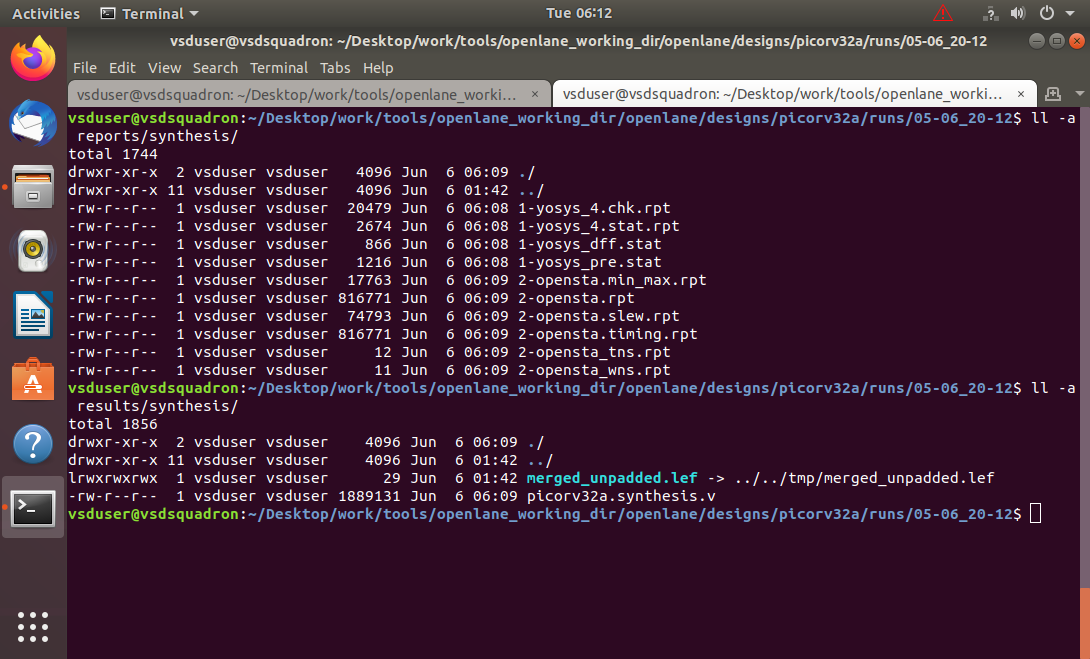 Activities Terminal Tue 06:12
vsduser@vsdsquadron: ~/Desktop/work/tools/openlane_working_dir/openlane/designs/picorv32a/runs/05-06_20-12
File Edit View Search Terminal Tabs Help
vsduser@vsdsquadron: ~/Desktop/work/tools/openlane_worki... × vsduser@vsdsquadron: ~/Desktop/work/tools/openlane_worki... ×
vsduser@vsdsquadron:~/Desktop/work/tools/openlane_working_dir/openlane/designs/picorv32a/runs/05-06_20-12$ ll -a
 reports/synthesis/
total 1744
drwxr-xr-x  2 vsduser vsduser   4096 Jun  6 06:09 ./
drwxr-xr-x 11 vsduser vsduser   4096 Jun  6 01:42 ../
-rw-r--r--  1 vsduser vsduser  20479 Jun  6 06:08 1-yosys_4.chk.rpt
-rw-r--r--  1 vsduser vsduser   2674 Jun  6 06:08 1-yosys_4.stat.rpt
-rw-r--r--  1 vsduser vsduser    866 Jun  6 06:08 1-yosys_dff.stat
-rw-r--r--  1 vsduser vsduser   1216 Jun  6 06:08 1-yosys_pre.stat
-rw-r--r--  1 vsduser vsduser  17763 Jun  6 06:09 2-opensta.min_max.rpt
-rw-r--r--  1 vsduser vsduser 816771 Jun  6 06:09 2-opensta.rpt
-rw-r--r--  1 vsduser vsduser  74793 Jun  6 06:09 2-opensta.slew.rpt
-rw-r--r--  1 vsduser vsduser 816771 Jun  6 06:09 2-opensta.timing.rpt
-rw-r--r--  1 vsduser vsduser     12 Jun  6 06:09 2-opensta_tns.rpt
-rw-r--r--  1 vsduser vsduser     11 Jun  6 06:09 2-opensta_wns.rpt
vsduser@vsdsquadron:~/Desktop/work/tools/openlane_working_dir/openlane/designs/picorv32a/runs/05-06_20-12$ ll -a
 results/synthesis/
total 1856
drwxr-xr-x  2 vsduser vsduser    4096 Jun  6 06:09 ./
drwxr-xr-x 11 vsduser vsduser    4096 Jun  6 01:42 ../
lrwxrwxrwx  1 vsduser vsduser      29 Jun  6 01:42 merged_unpadded.lef -> ../../tmp/merged_unpadded.lef
-rw-r--r--  1 vsduser vsduser 1889131 Jun  6 06:09 picorv32a.synthesis.v
vsduser@vsdsquadron:~/Desktop/work/tools/openlane_working_dir/openlane/designs/picorv32a/runs/05-06_20-12$